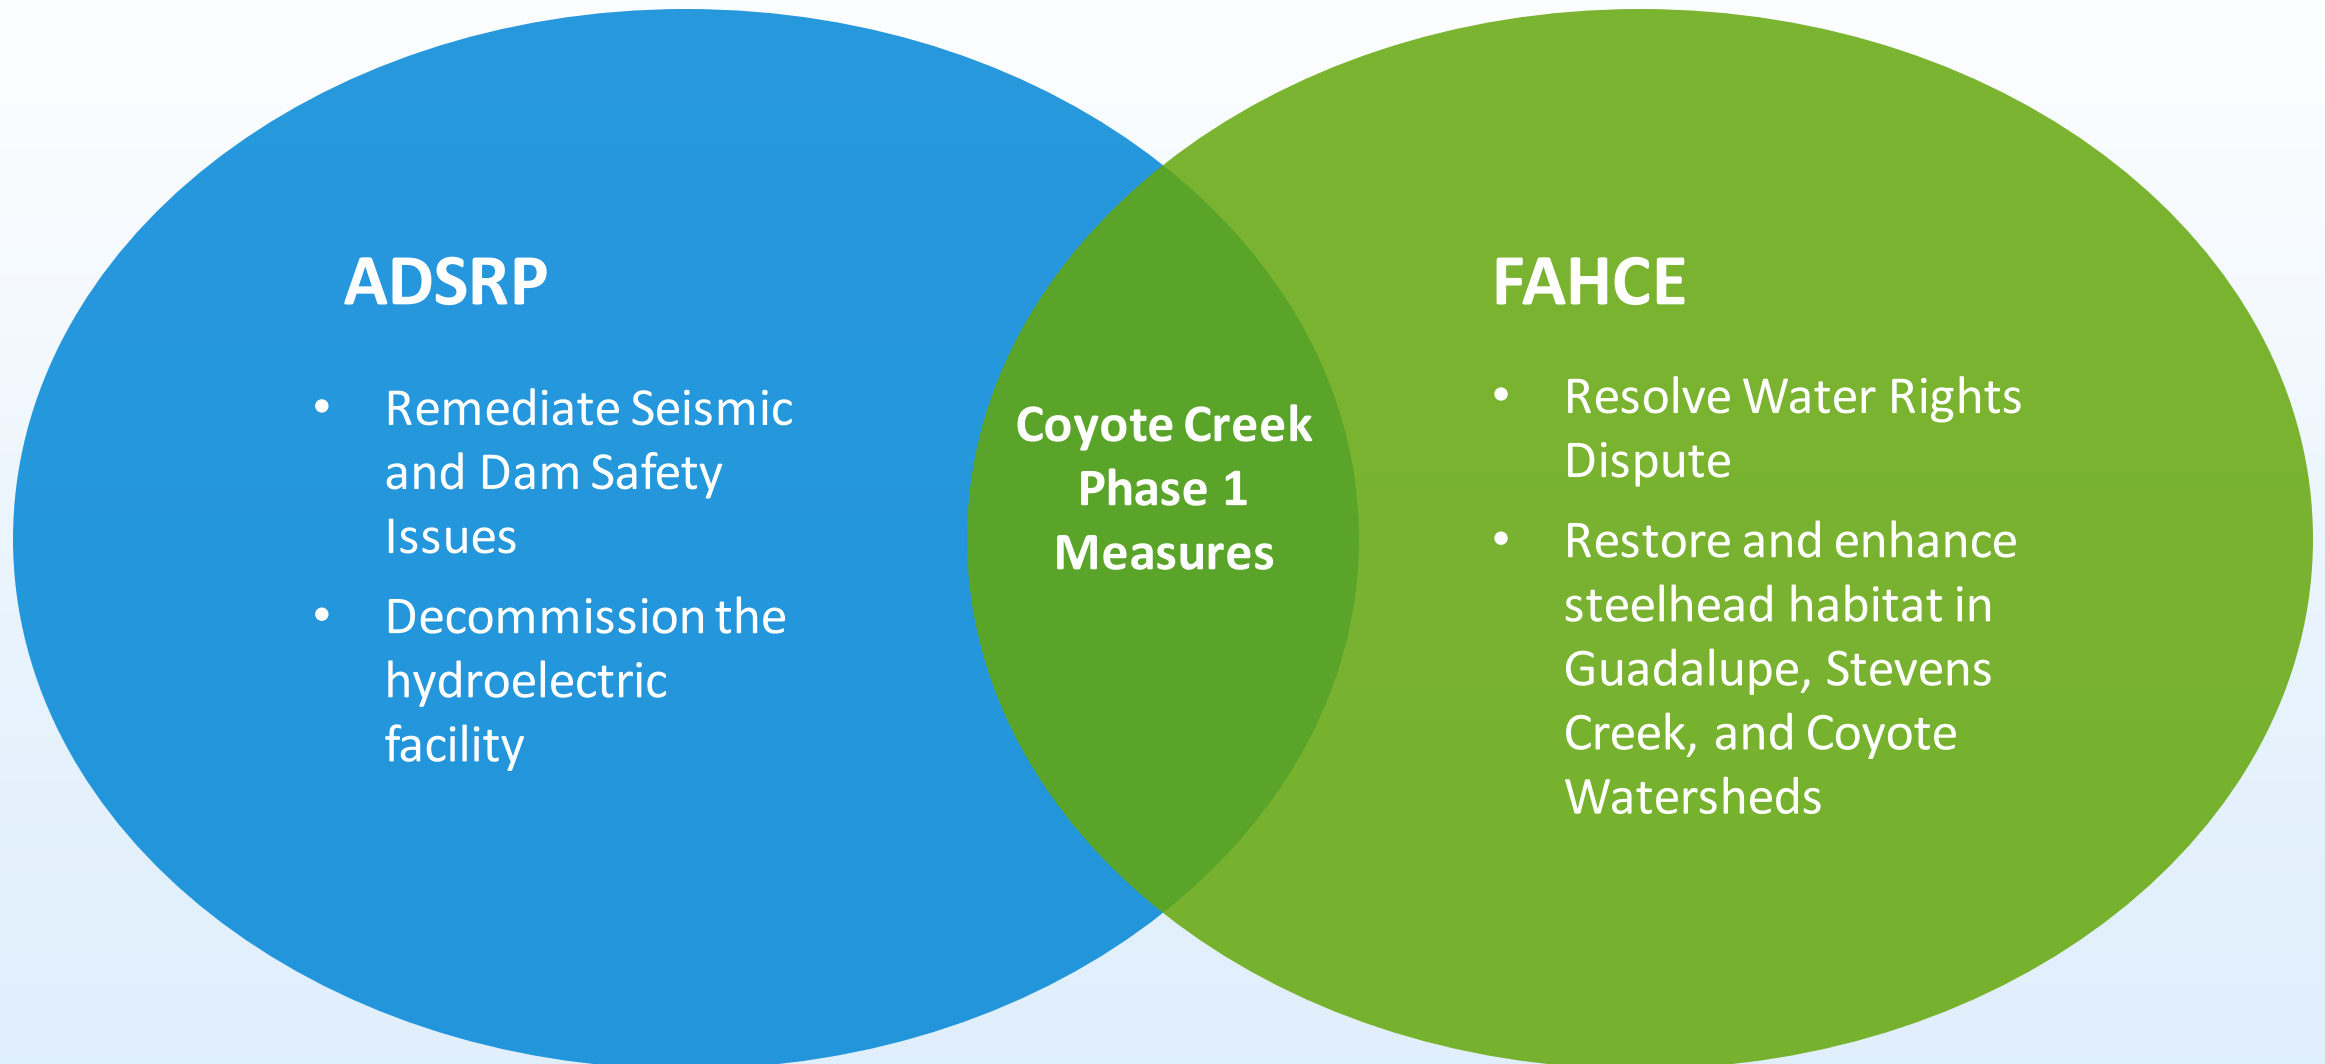 ADSRP
• Remediate Seismic
and Dam Safety
Issues
• Decommission the
hydroelectric
facility
Coyote Creek
Phase 1
Measures
FAHCE
• Resolve Water Rights
Dispute
• Restore and enhance
steelhead habitat in
Guadalupe, Stevens
Creek, and Coyote
Watersheds